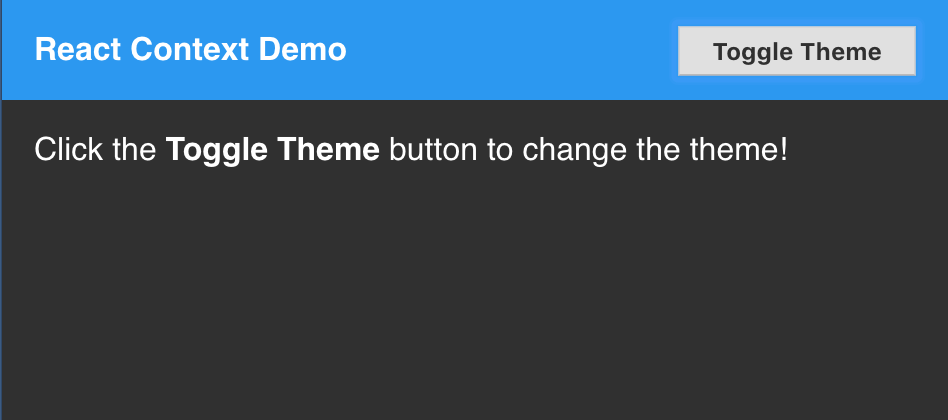 React Context Demo
Toggle Theme
Click the Toggle Theme button to change the theme!